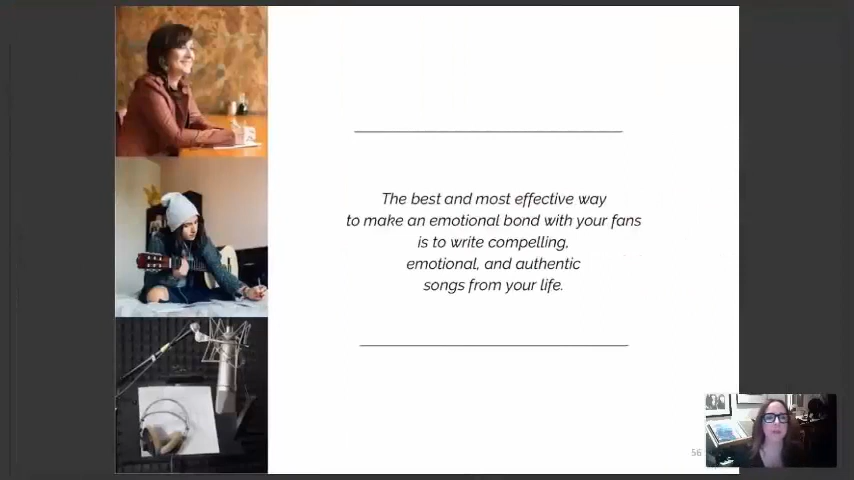 The best and most effective way
to make an emotional bond with your fans
is to write compelling,
emotional, and authentic
songs from your life.
56